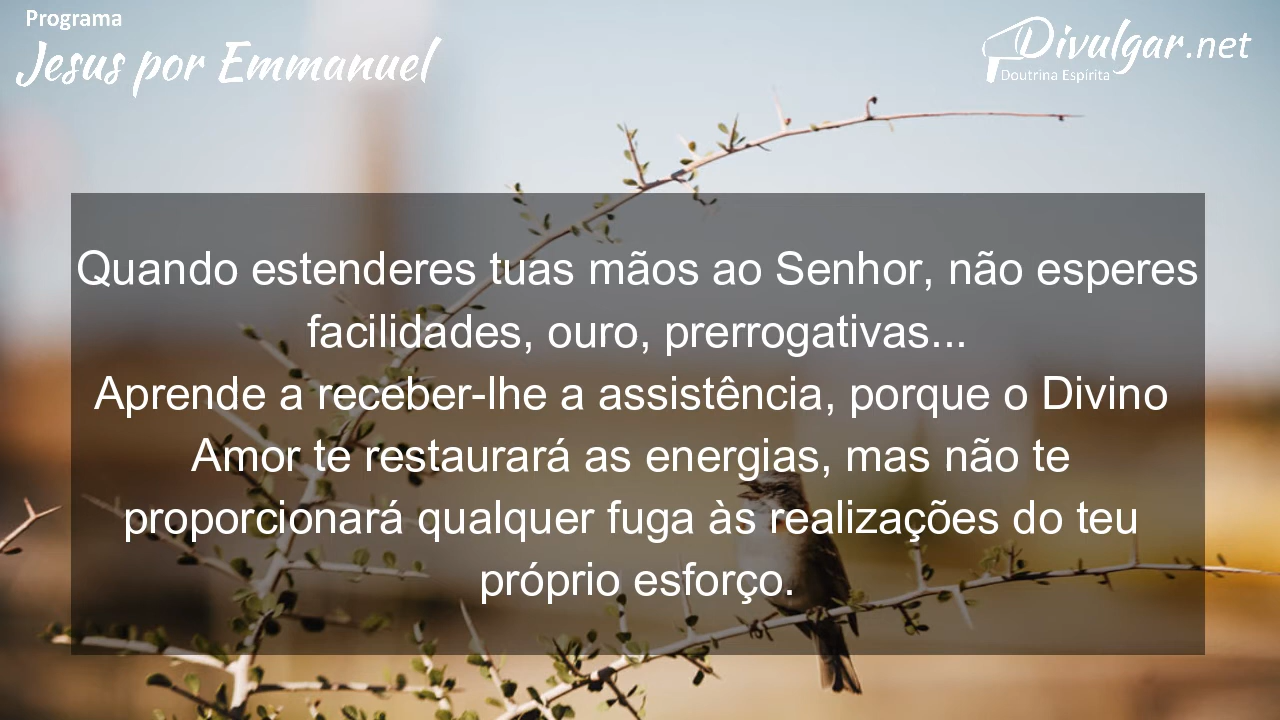 Programa
Jesus por Emmanuel
Divulgar.net
Doutrina Espírita
Quando estenderes tuas mãos ao Senhor, não esperes
facilidades, ouro, prerrogativas...
Aprende a receber-lhe a assistência, porque o Divino
Amor te restaurará as energias, mas não te
proporcionará qualquer fuga às realizações do teu
próprio esforço.